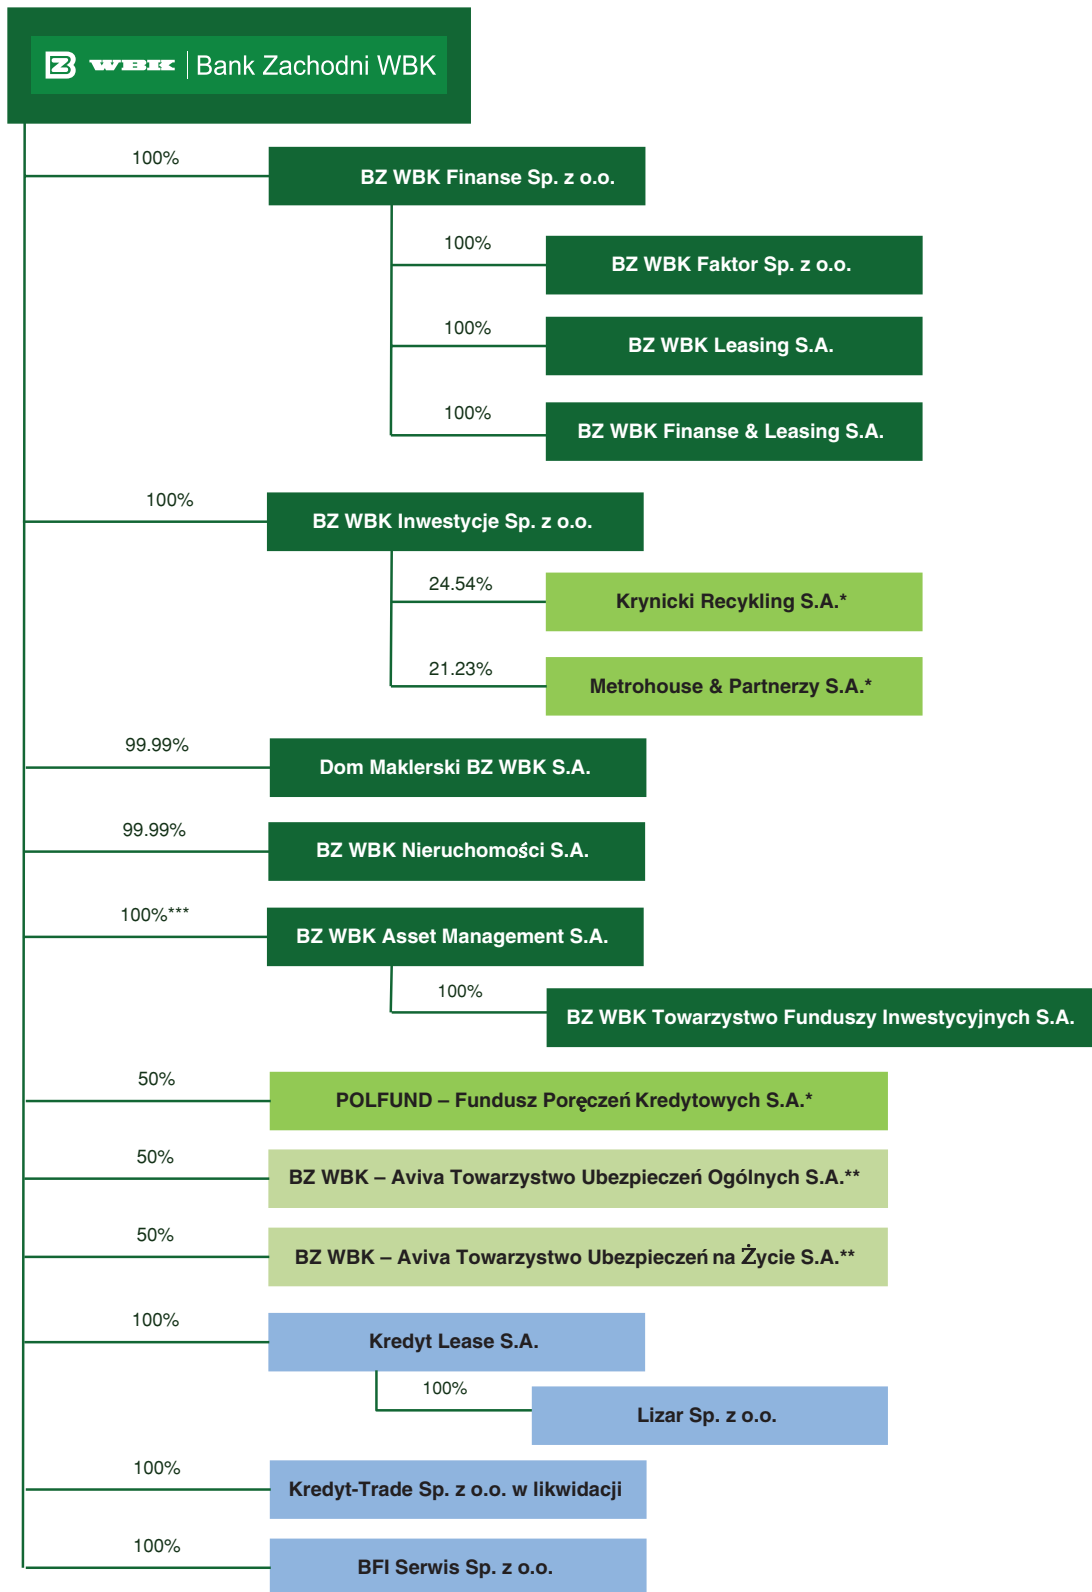 BZ WBK | Bank Zachodni WBK
100%
BZ WBK Finanse Sp. z o.o.
100%
BZ WBK Faktor Sp. z o.o.
100%
BZ WBK Leasing S.A.
100%
BZ WBK Finanse & Leasing S.A.
100%
BZ WBK Inwestycje Sp. z o.o.
24.54%
Krynicki Recykling S.A.*
21.23%
Metrohouse & Partnerzy S.A.*
99.99%
Dom Maklerski BZ WBK S.A.
99.99%
BZ WBK Nieruchomości S.A.
100%***
BZ WBK Asset Management S.A.
100%
BZ WBK Towarzystwo Funduszy Inwestycyjnych S.A.
50%
POLFUND – Fundusz Poręczeń Kredytowych S.A.*
50%
BZ WBK – Aviva Towarzystwo Ubezpieczeń Ogólnych S.A.**
50%
BZ WBK – Aviva Towarzystwo Ubezpieczeń na Życie S.A.**
100%
Kredyt Lease S.A.
100%
Lizar Sp. z o.o.
100%
Kredyt-Trade Sp. z o.o. w likwidacji
100%
BFI Serwis Sp. z o.o.